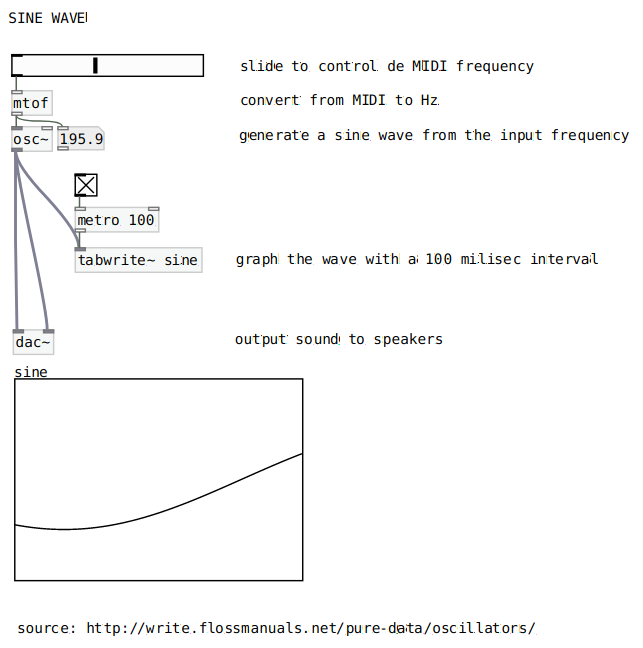 SINE WAVE
slide to control de MIDI frequency
mtof
convert from MIDI to Hz
osc~ 195.9
generate a sine wave from the input frequency
metro 100
tabwrite~ sine
graph the wave with a 100 milisec interval
dac~
output sound to speakers
sine
source: http://write.flossmanuals.net/pure-data/oscillators/